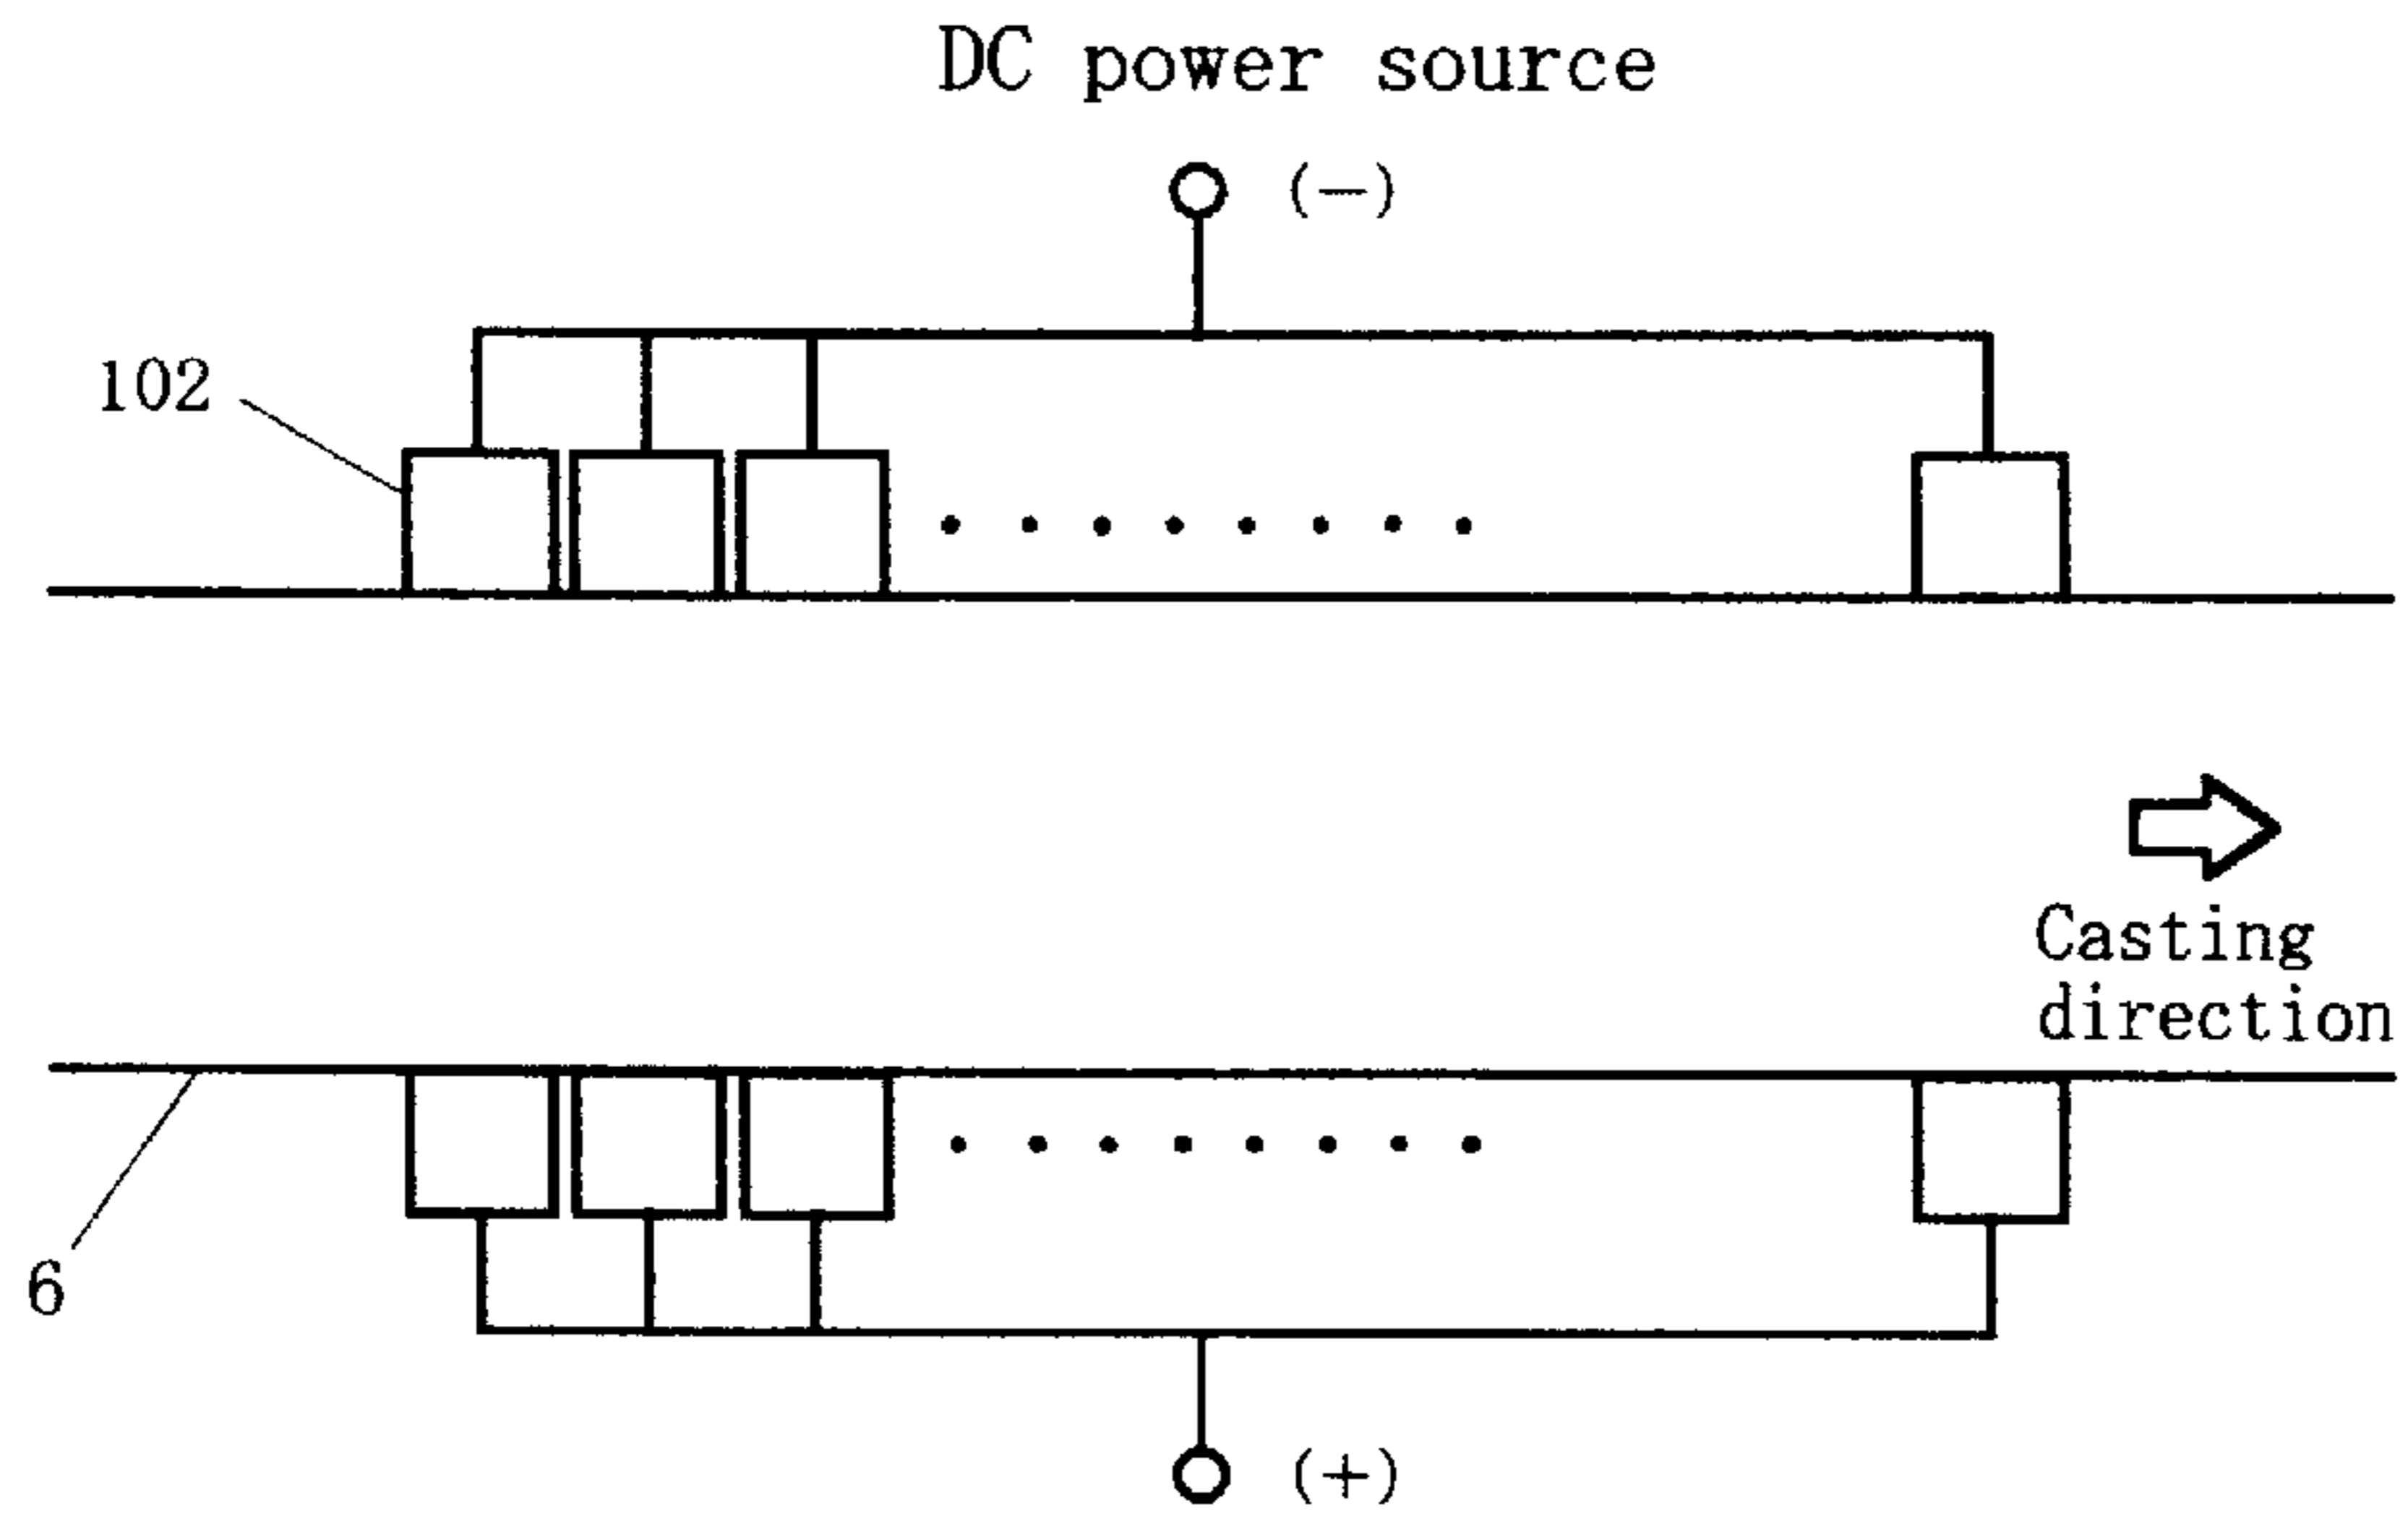 DC power source
(—)
102
Casting
direction
6
(+)